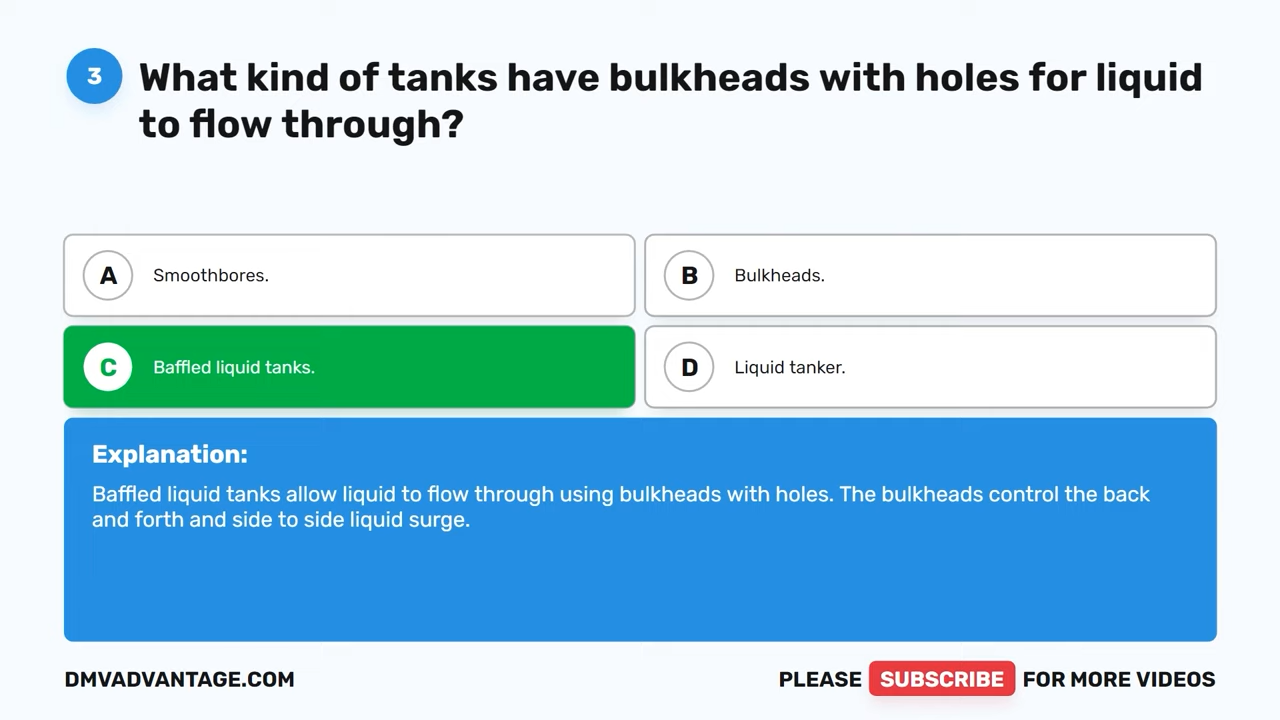 3
What kind of tanks have bulkheads with holes for liquid
to flow through?
A Smoothbores.
B Bulkheads.
C Baffled liquid tanks.
D Liquid tanker.
Explanation:
Baffled liquid tanks allow liquid to flow through using bulkheads with holes. The bulkheads control the back
and forth and side to side liquid surge.
DMVADVANTAGE.COM
PLEASE SUBSCRIBE FOR MORE VIDEOS